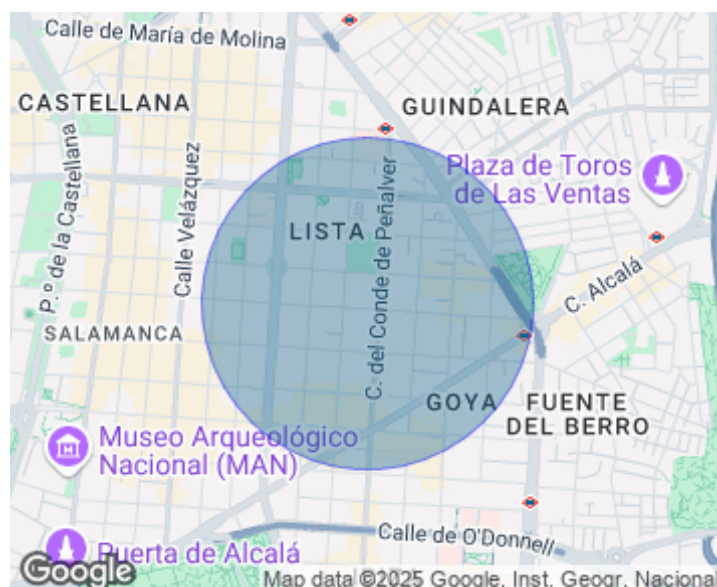 Calle de María de Molina
CASTELLANA
GUINDALERA
Plaza de Toros
de Las Ventas
P.º de la Castellana
Calle Velázquez
LISTA
C. del Conde de Peñalver
C. Alcalá
SALAMANCA
GOYA
FUENTE
DEL BERRO
Museo Arqueológico
Nacional (MAN)
Puerta de Alcalá
Calle de O'Donnell
Google
Map data ©2025 Google, Inst. Geogr. Nacional